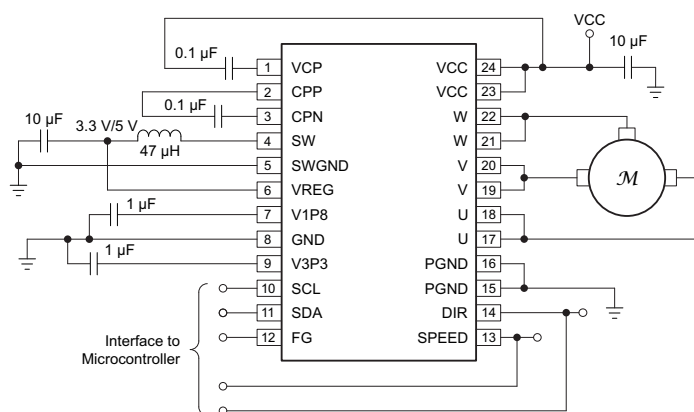 VCC
0.1 µF
10 µF
1 VCP
VCC 24
2 CPP
VCC 23
10 µF
0.1 µF
3 CPN
W 22
3.3 V/5 V
47 µH
4 SW
W 21
5 SWGND
V 20
M
6 VREG
V 19
1 µF
7 V1P8
U 18
8 GND
U 17
1 µF
9 V3P3
PGND 16
10 SCL
PGND 15
11 SDA
DIR 14
12 FG
SPEED 13
Interface to
Microcontroller